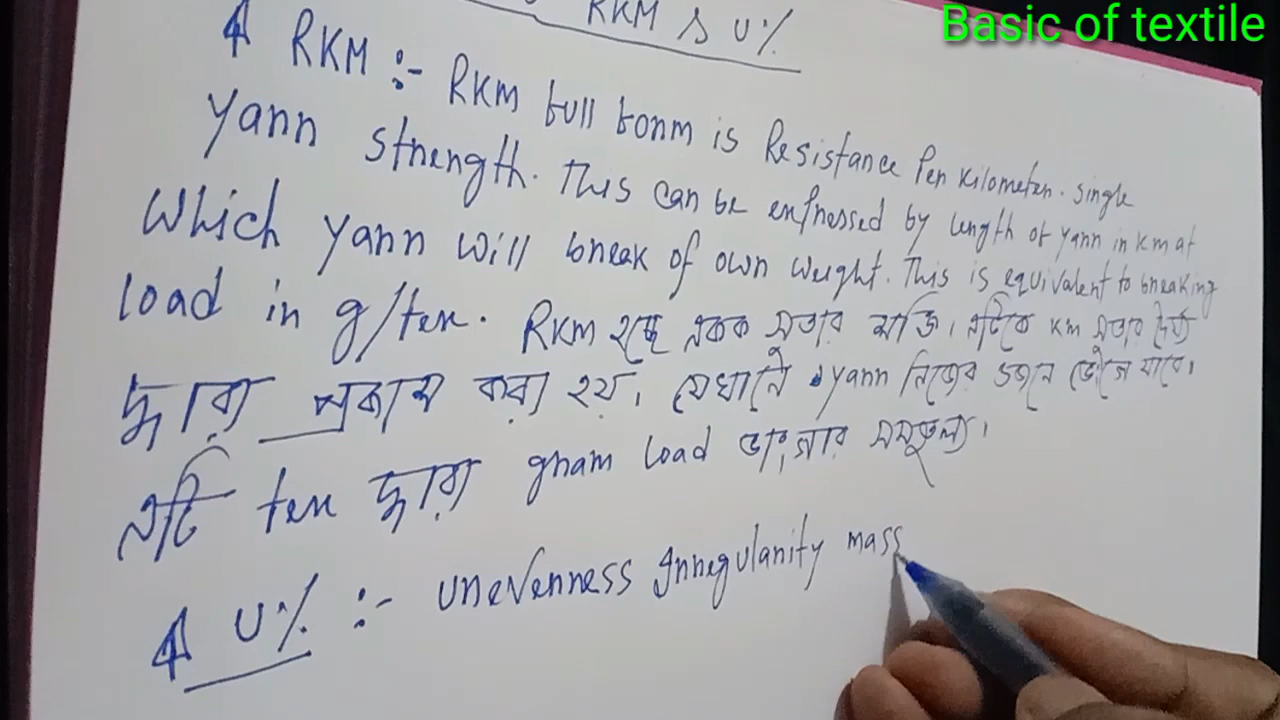 Basic of textile
RKM S U%
RKM :- RKM full form is Resistance Per Kilometer. single
yarn strength. This can be expressed by length of yarn in km at
which yarn will break of own weight. This is equivalent to breaking
load in g/tex. RKM হচ্ছে একক সুতার শক্তি। এটিকে KM সুতার দৈর্ঘ্য
দ্বারা প্রকাশ করা হয়। যেখানে yarn নিজের ওজনে ভেঙ্গে যাবে।
এটি tex দ্বারা gram load ভাংগার সমতুল্য।
U% :- Unevenness Irregularity mass